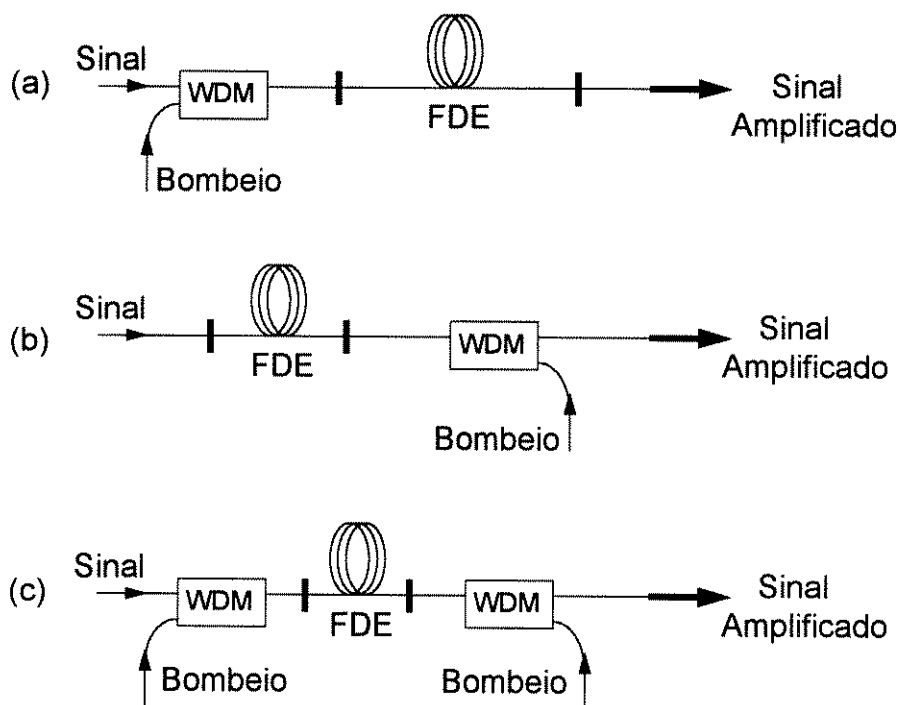 (a)
Sinal
WDM
FDE
Bombeio
Sinal
Amplificado
(b)
Sinal
FDE
WDM
Bombeio
Sinal
Amplificado
(c)
Sinal
WDM
FDE
WDM
Bombeio
Bombeio
Sinal
Amplificado